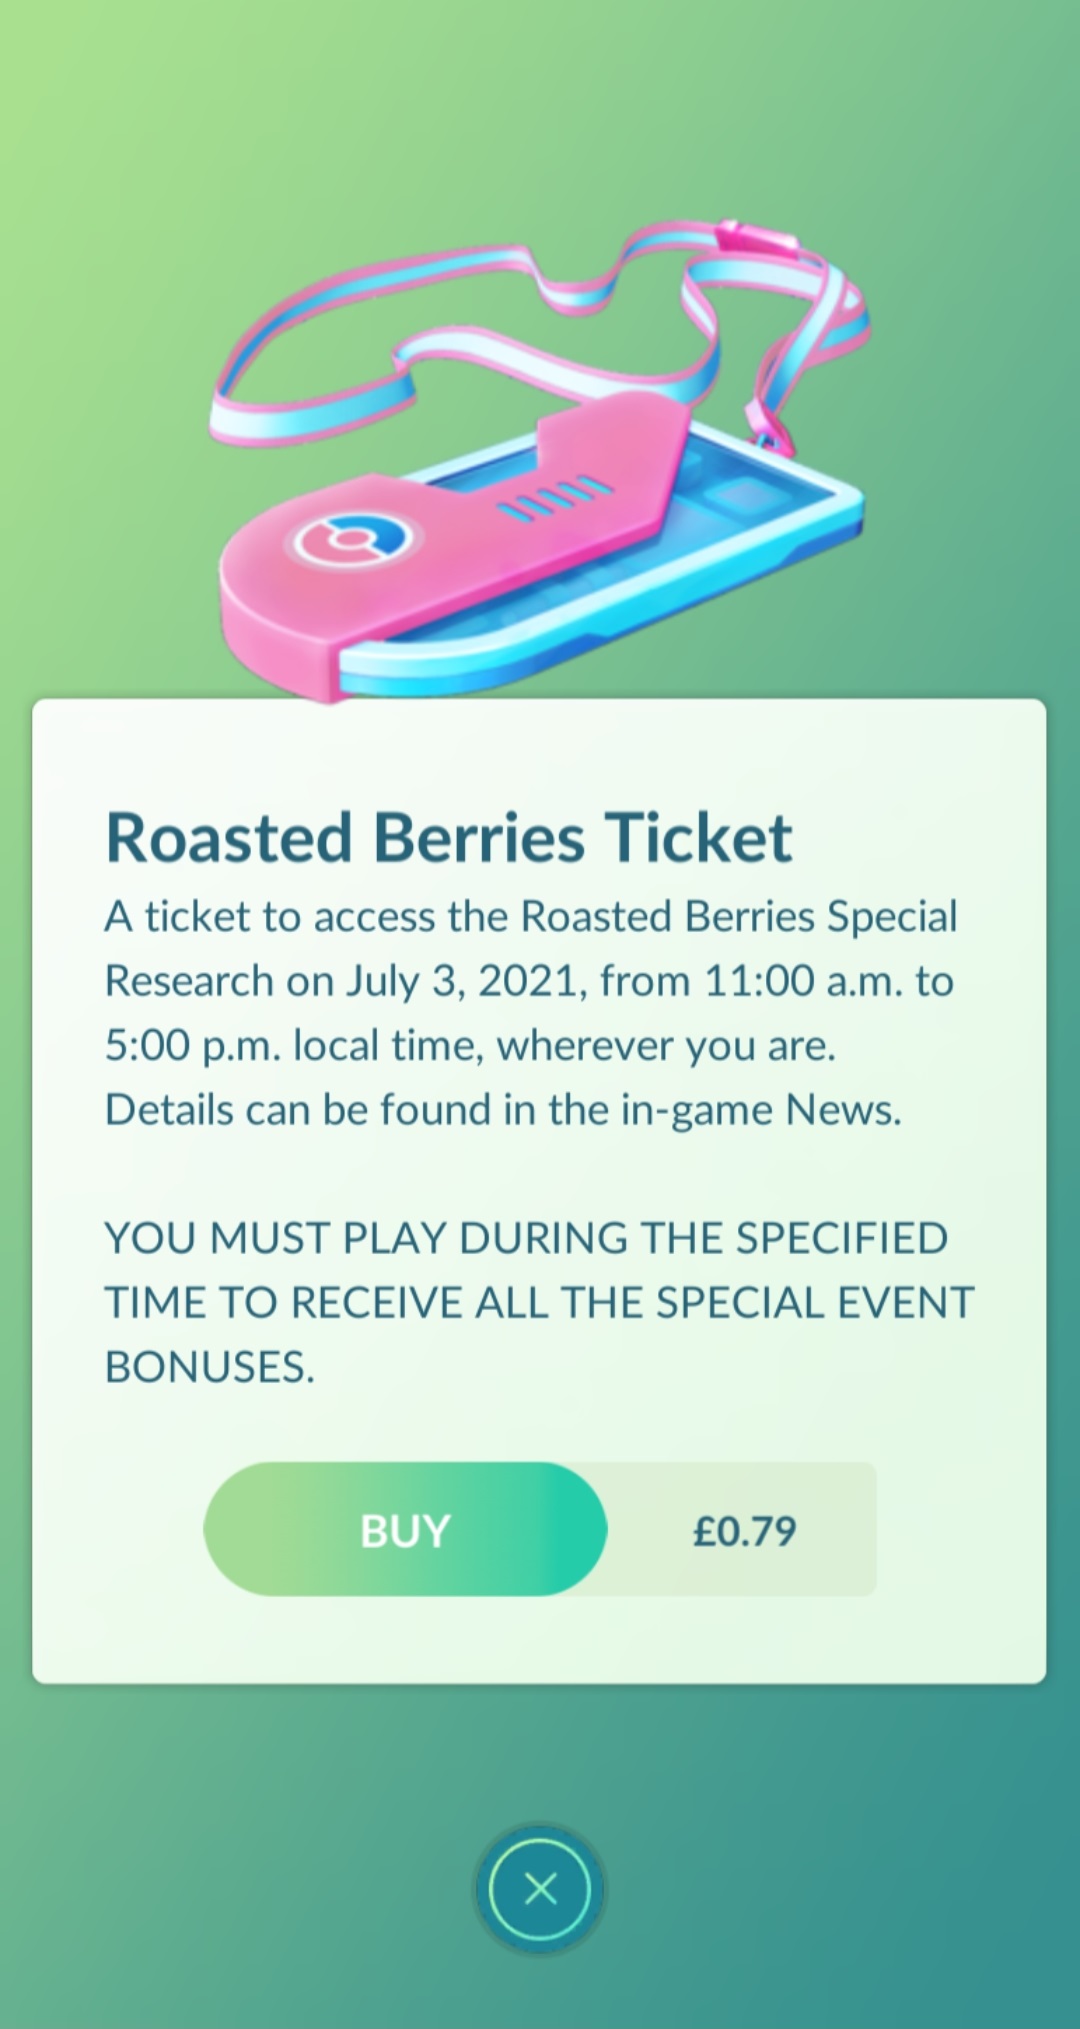 Roasted Berries Ticket
A ticket to access the Roasted Berries Special
Research on July 3, 2021, from 11:00 a.m. to
5:00 p.m. local time, wherever you are.
Details can be found in the in-game News.
YOU MUST PLAY DURING THE SPECIFIED
TIME TO RECEIVE ALL THE SPECIAL EVENT
BONUSES.
BUY £0.79